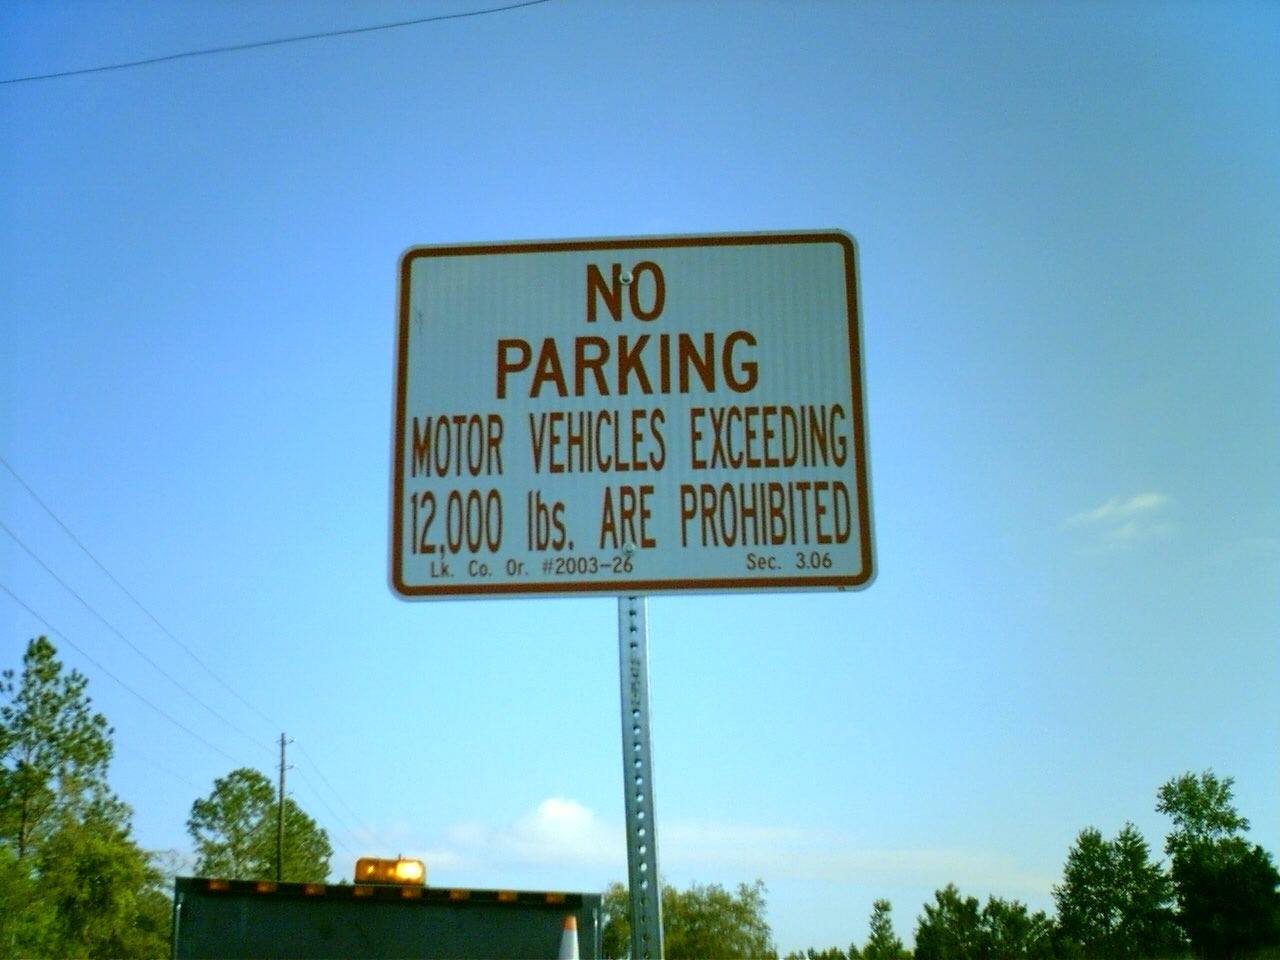 NO
PARKING
MOTOR VEHICLES EXCEEDING
12,000 lbs. ARE PROHIBITED
Lk. Co. Or. #2003-26 Sec. 3.06